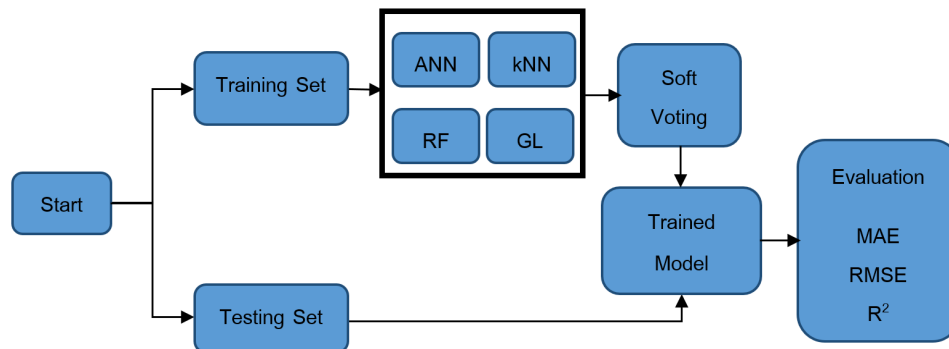 Start
Training Set
Testing Set
ANN
kNN
RF
GL
Soft
Voting
Trained
Model
Evaluation
MAE
RMSE
R²